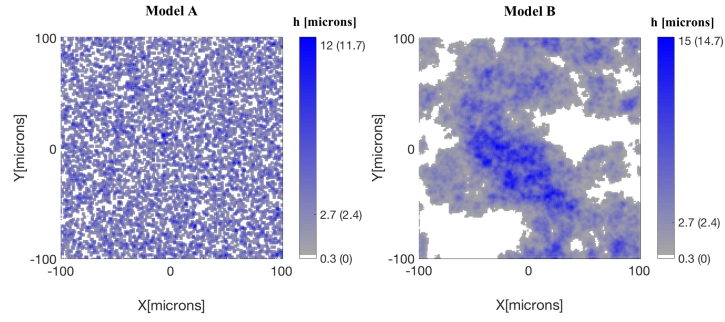 Model A
h [microns]
12 (11.7)
2.7 (2.4)
0.3 (0)
100
0
-100
Y[microns]
-100
0
100
X[microns]
Model B
h [microns]
15 (14.7)
2.7 (2.4)
0.3 (0)
100
0
-100
Y[microns]
-100
0
100
X[microns]